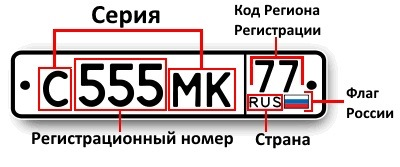 Серия
Код Региона
Регистрации
С 555 МК 77
RUS
Флаг
России
Регистрационный номер
Страна